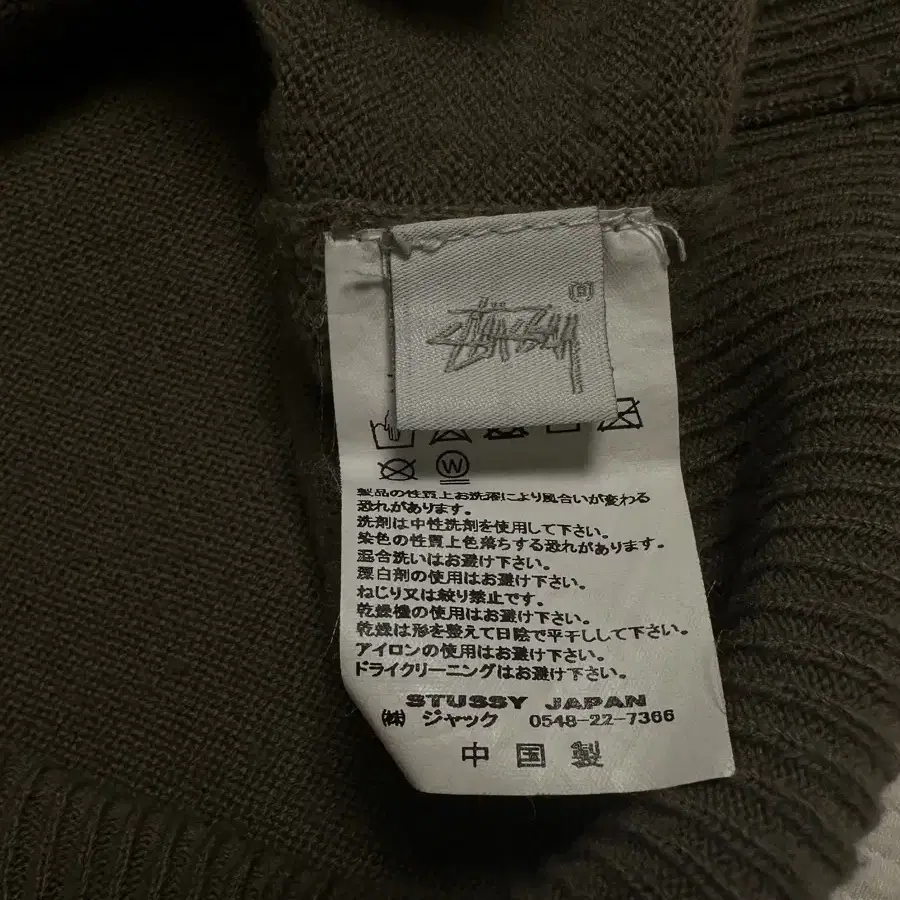 W
製品の性質上お洗濯により風合いが変わる
恐れがあります。
洗剤は中性洗剤を使用して下さい。
染色の性質上色落ちする恐れがあります。
混合洗いはお避け下さい。
漂白剤の使用はお避け下さい。
ねじり又は絞り禁止です。
乾燥機の使用はお避け下さい。
乾燥は形を整えて日陰で平干しして下さい。
アイロンの使用はお避け下さい。
ドライクリーニングはお避け下さい。
STUSSY JAPAN
㈱ ジャック 0548-22-7366
中国製